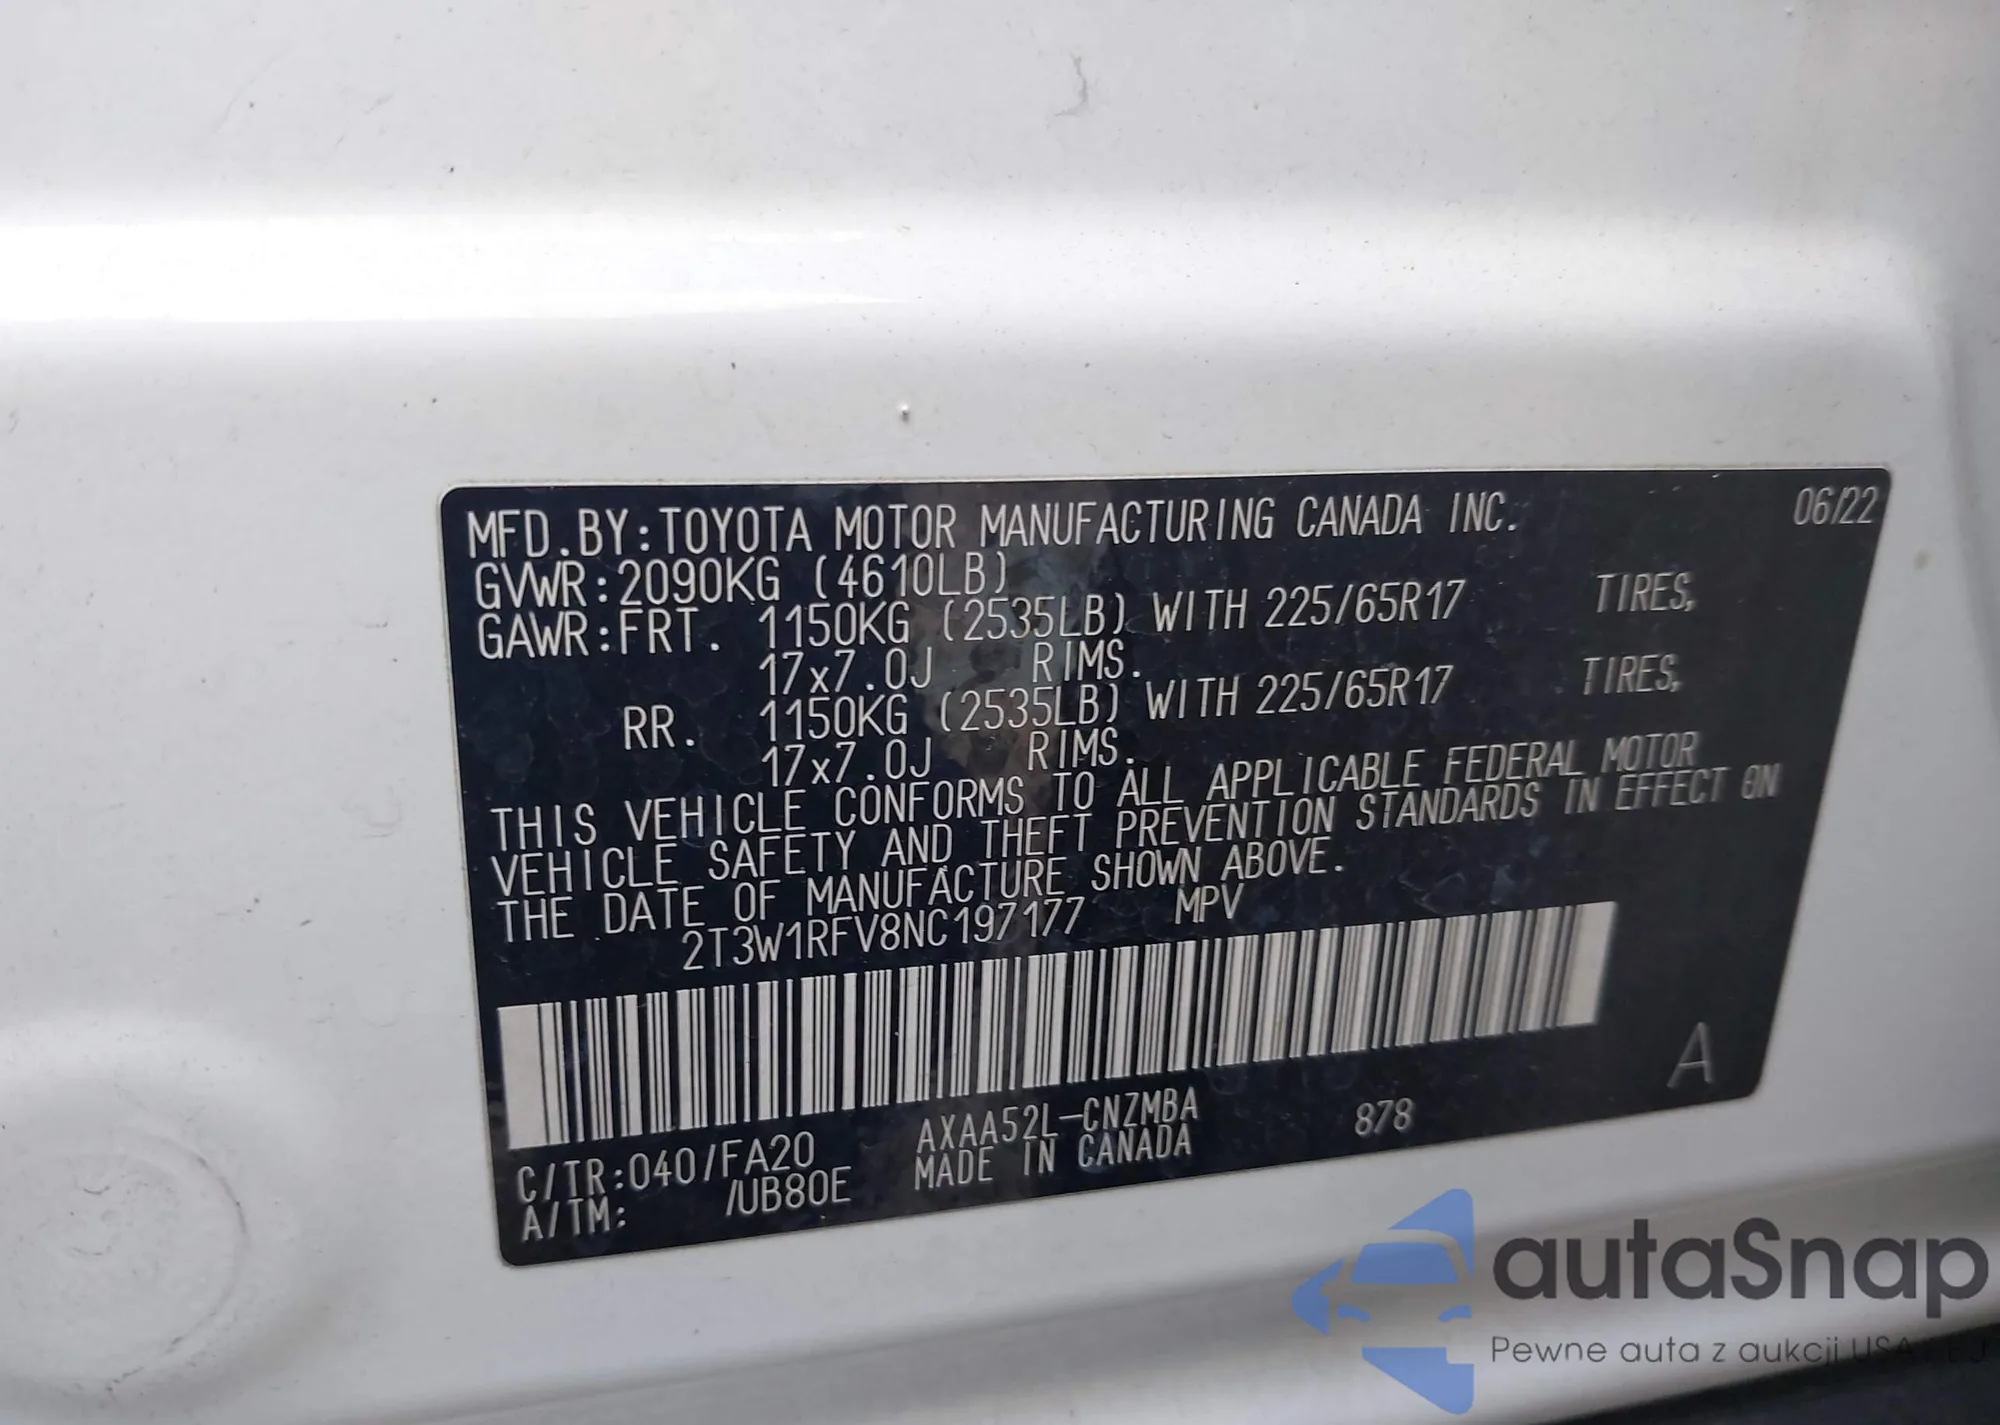 MFD.BY:TOYOTA MOTOR MANUFACTURING CANADA INC. 06/22
GVWR:2090KG (4610LB)
GAWR:FRT. 1150KG (2535LB) WITH 225/65R17 TIRES,
17x7.0J RIMS.
RR. 1150KG (2535LB) WITH 225/65R17 TIRES,
17x7.0J RIMS.
THIS VEHICLE CONFORMS TO ALL APPLICABLE FEDERAL MOTOR
VEHICLE SAFETY AND THEFT PREVENTION STANDARDS IN EFFECT ON
THE DATE OF MANUFACTURE SHOWN ABOVE.
2T3W1RFV8NC197177 MPV
A
C/TR:040/FA20 AXAA52L-CNZMBA 878
A/TM: /UB80E MADE IN CANADA
autaSnap
Pewne auta z aukcji USA i EU